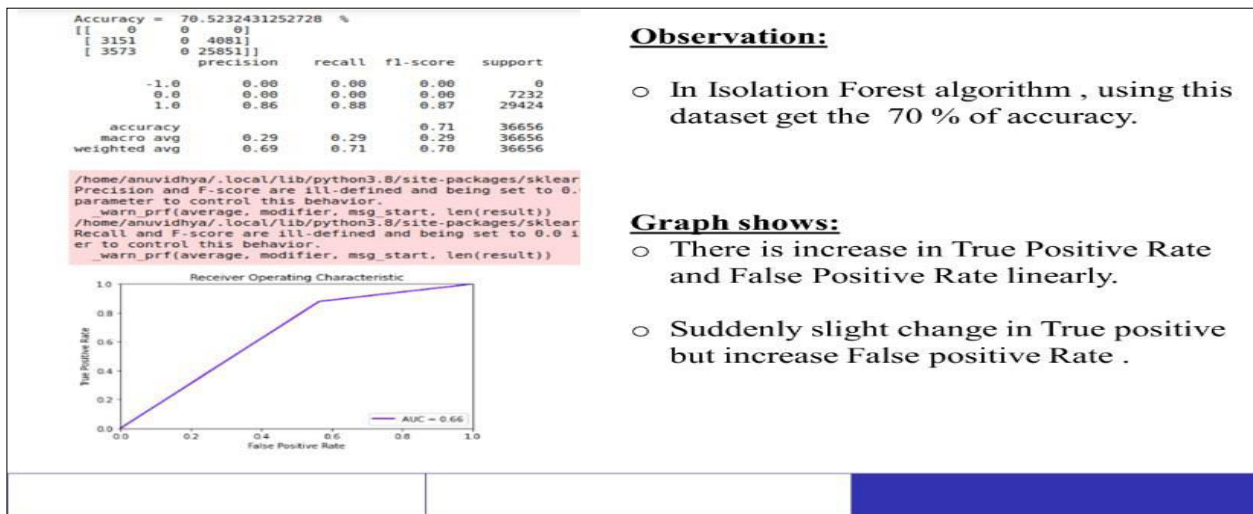 Accuracy = 70.5232431252728 %
[[ 0 0 0]
[ 3151 0 4081]
[ 3573 0 25851]]
precision recall f1-score support
-1.0 0.00 0.00 0.00 0
0.0 0.00 0.00 0.00 7232
1.0 0.86 0.88 0.87 29424
accuracy 0.71 36656
macro avg 0.29 0.29 0.29 36656
weighted avg 0.69 0.71 0.70 36656
/home/anuvidhya/.local/lib/python3.8/site-packages/sklear
Precision and F-score are ill-defined and being set to 0.
parameter to control this behavior.
_warn_prf(average, modifier, msg_start, len(result))
/home/anuvidhya/.local/lib/python3.8/site-packages/sklear
Recall and F-score are ill-defined and being set to 0.0 i
er to control this behavior.
_warn_prf(average, modifier, msg_start, len(result))
Receiver Operating Characteristic
1.0
0.8
0.6
0.4
0.2
0.0
True Positive Rate
AUC = 0.66
0.0 0.2 0.4 0.6 0.8 1.0
False Positive Rate
Observation:
o In Isolation Forest algorithm , using this
dataset get the 70 % of accuracy.
Graph shows:
o There is increase in True Positive Rate
and False Positive Rate linearly.
o Suddenly slight change in True positive
but increase False positive Rate .